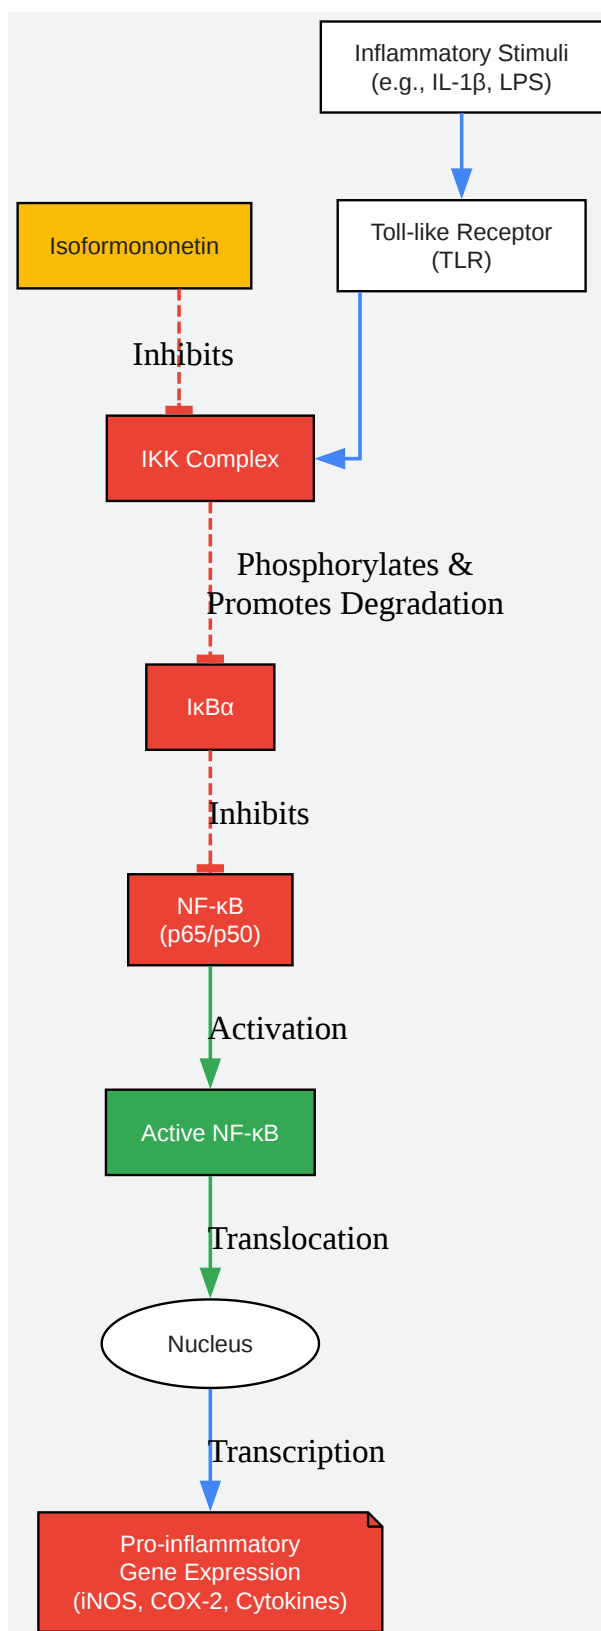 Inflammatory Stimuli
(e.g., IL-1β, LPS)
Isoformononetin
Toll-like Receptor
(TLR)
Inhibits
IKK Complex
Phosphorylates &
Promotes Degradation
IκBα
Inhibits
NF-κB
(p65/p50)
Activation
Active NF-κB
Translocation
Nucleus
Transcription
Pro-inflammatory
Gene Expression
(iNOS, COX-2, Cytokines)